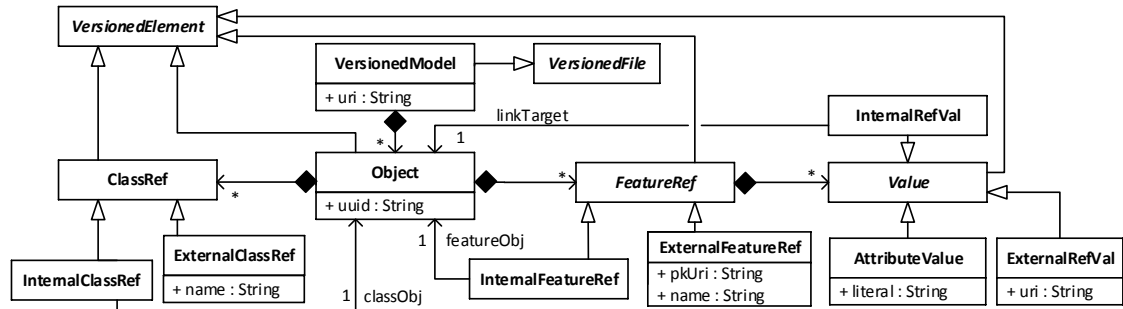 VersionedElement
VersionedModel
+ uri : String
VersionedFile
linkTarget
1
InternalRefVal
*
ClassRef
*
Object
+ uuid : String
*
FeatureRef
*
Value
1
featureObj
ExternalClassRef
+ name : String
InternalClassRef
1
classObj
InternalFeatureRef
ExternalFeatureRef
+ pkUri : String
+ name : String
AttributeValue
+ literal : String
ExternalRefVal
+ uri : String